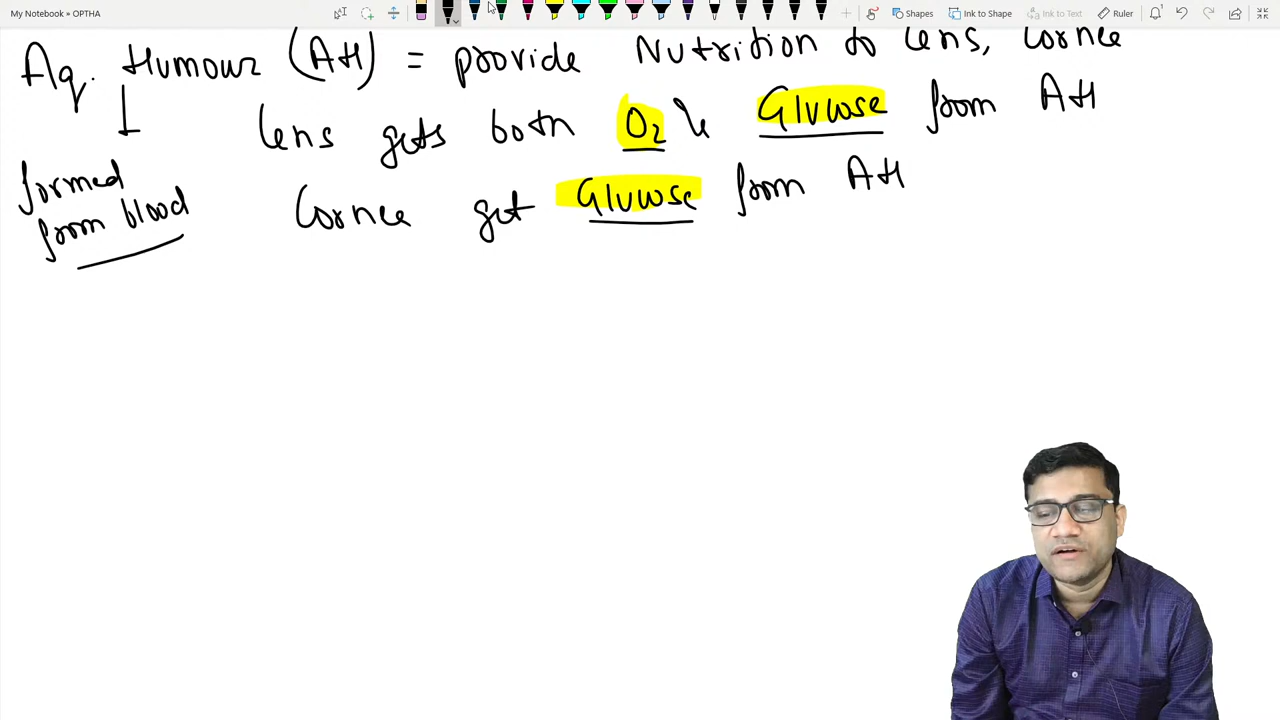 My Notebook » OPTHA
Shapes Ink to Shape Ink to Text Ruler
Aq. Humour (AH) = provide Nutrition to lens, Cornea
lens gets both O2 & Glucose from AH
formed from blood
Cornea get Glucose from AH